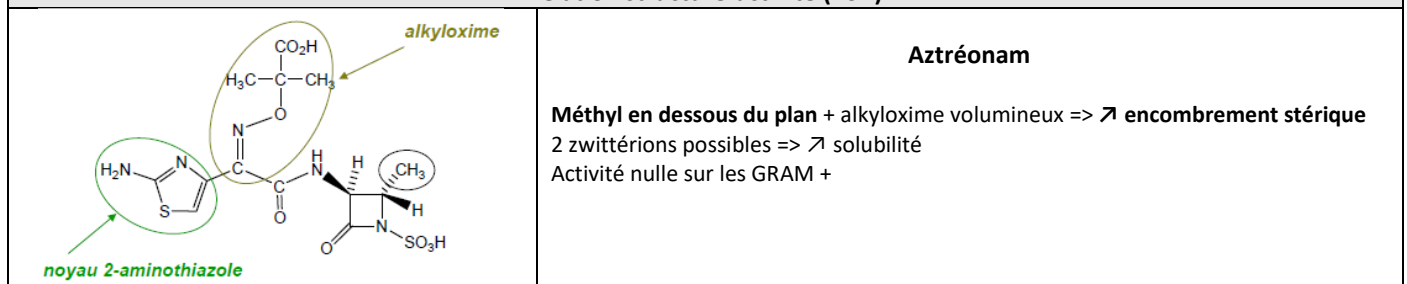 alkyloxime
CO₂H
H₃C
C
CH₃
O
N
H₂N
N
S
C
C
O
H
N
H
CH₃
H
O
N
SO₃H
noyau 2-aminothiazole
Aztréonam
Méthyl en dessous du plan + alkyloxime volumineux => ↗ encombrement stérique
2 zwittérions possibles => ↗ solubilité
Activité nulle sur les GRAM +